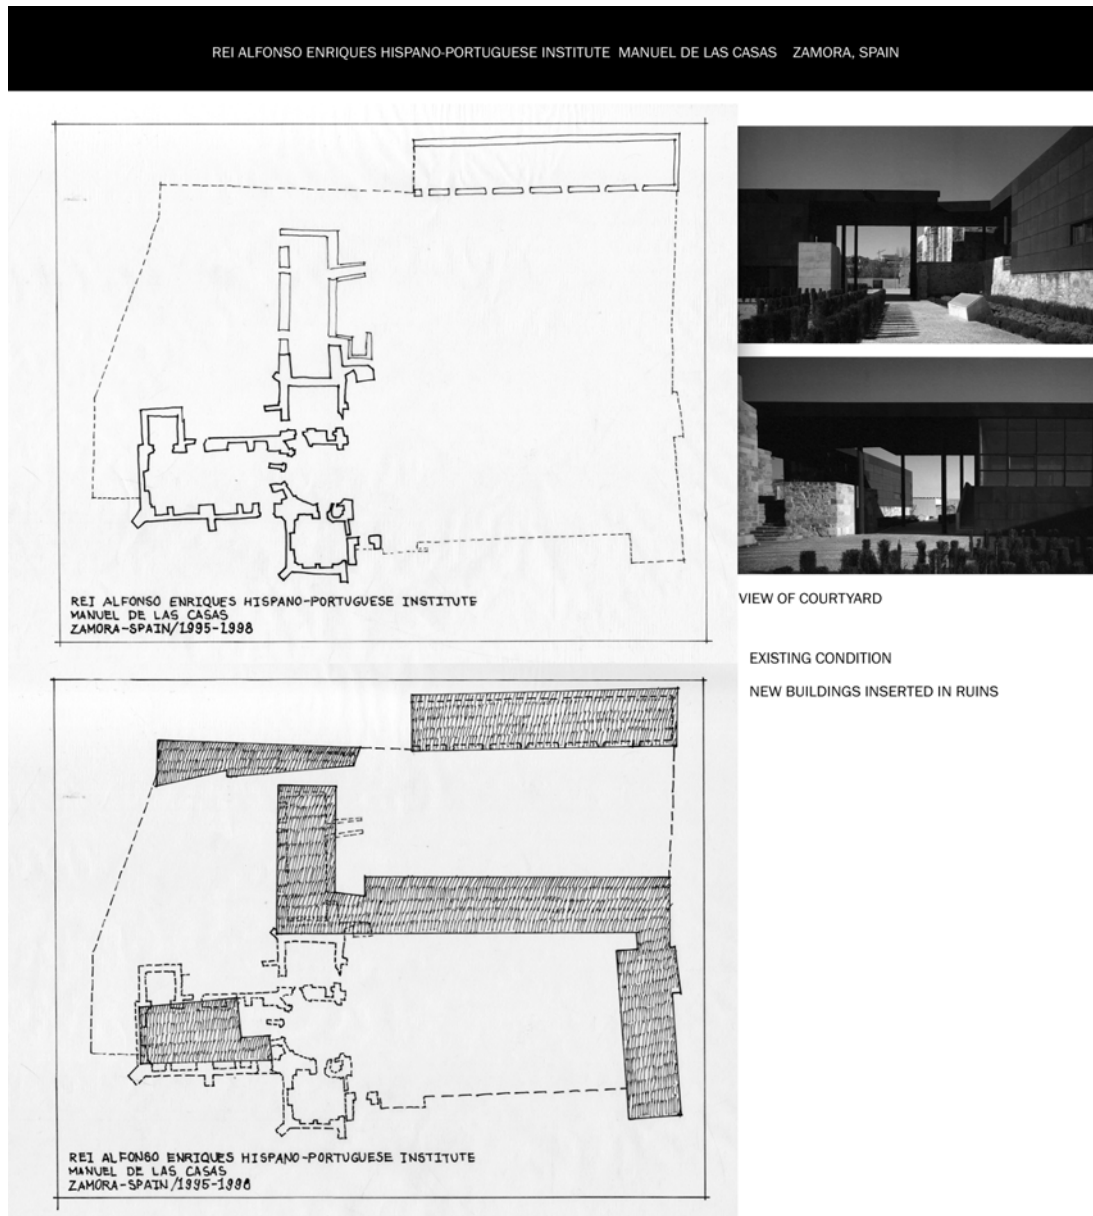 REI ALFONSO ENRIQUES HISPANO-PORTUGUESE INSTITUTE MANUEL DE LAS CASAS ZAMORA, SPAIN
REI ALFONSO ENRIQUES HISPANO-PORTUGUESE INSTITUTE
MANUEL DE LAS CASAS
ZAMORA-SPAIN/1995-1998
VIEW OF COURTYARD
EXISTING CONDITION
NEW BUILDINGS INSERTED IN RUINS
REI ALFONSO ENRIQUES HISPANO-PORTUGUESE INSTITUTE
MANUEL DE LAS CASAS
ZAMORA-SPAIN/1995-1998